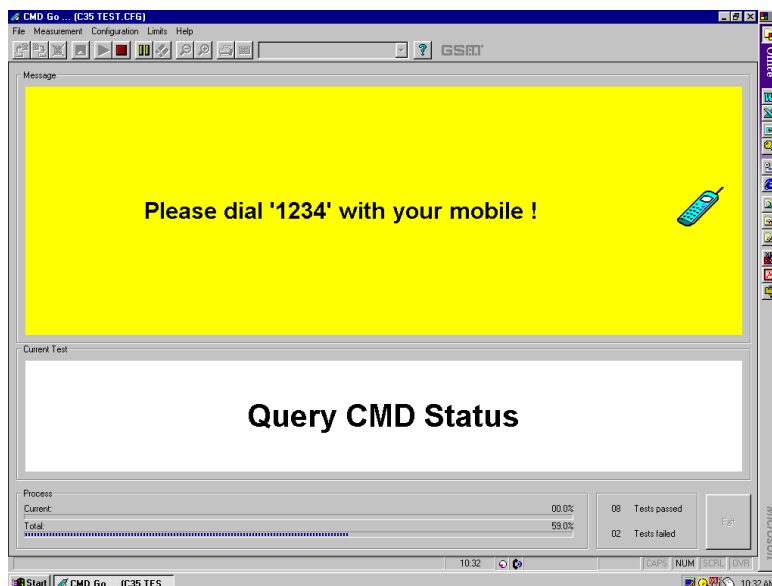 CMD Go ... (C35 TEST.CFG)
File Measurement Configuration Limits Help
GSM
Office
Message
Please dial '1234' with your mobile !
Current Test
Query CMD Status
Process
Current: 00.0%
Total: 59.0%
08 Tests passed
02 Tests failed
Exit
Microsoft
10:32
CAPS NUM SCRL OVR
Start CMD Go ... (C35 TES... 10:32 AM